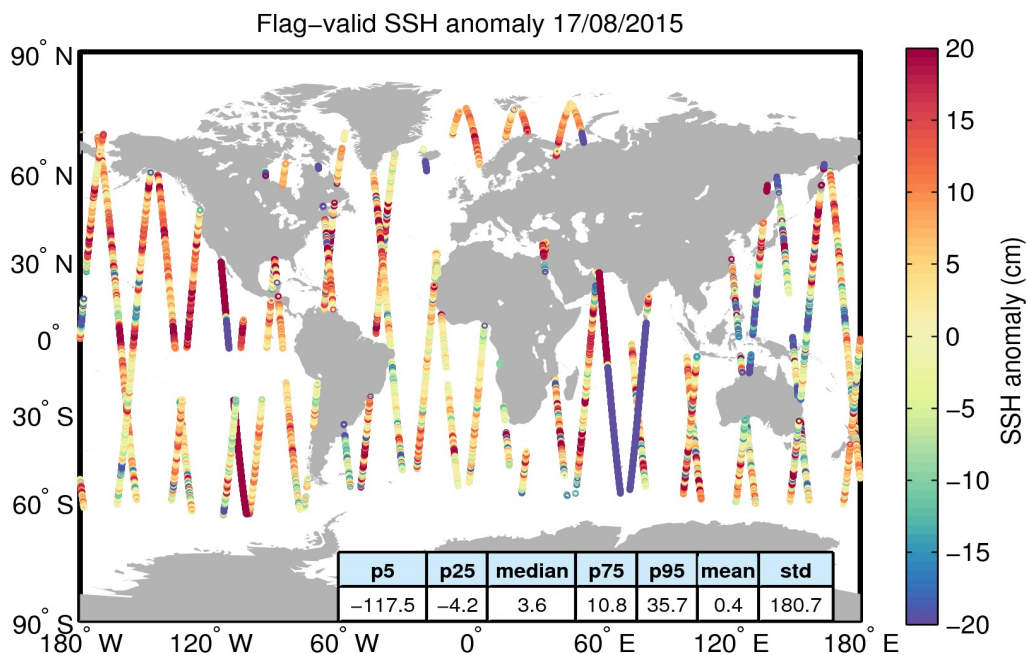 Flag−valid SSH anomaly 17/08/2015
90° N
60° N
30° N
0°
30° S
60° S
90° S
180° W
120° W
60° W
0°
60° E
120° E
180° E
p5 p25 median p75 p95 mean std
−117.5 −4.2 3.6 10.8 35.7 0.4 180.7
20
15
10
5
0
−5
−10
−15
−20
SSH anomaly (cm)